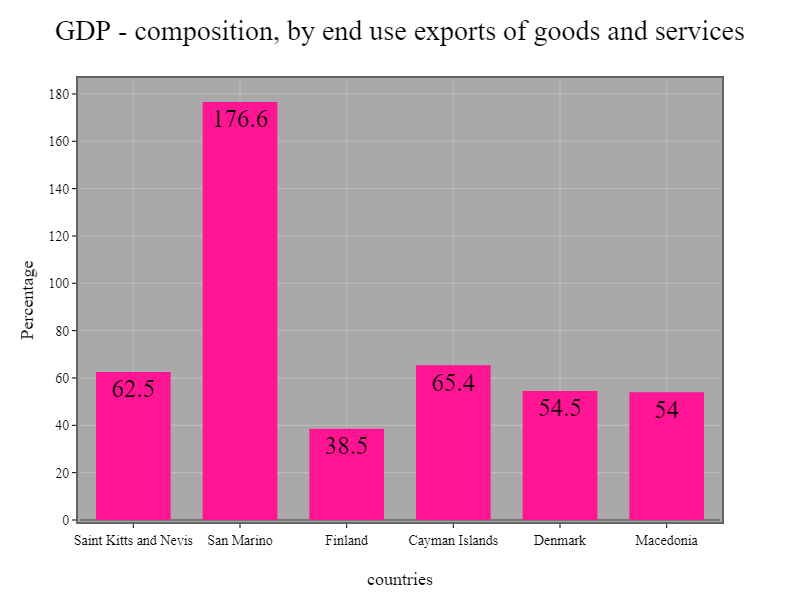 GDP - composition, by end use exports of goods and services
Percentage
180
160
140
120
100
80
60
40
20
0
62.5
176.6
38.5
65.4
54.5
54
Saint Kitts and Nevis
San Marino
Finland
Cayman Islands
Denmark
Macedonia
countries